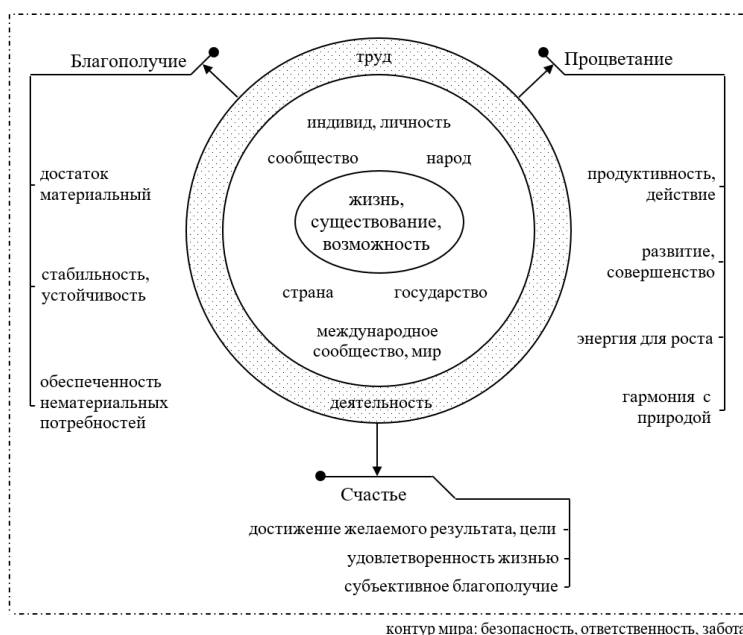 Благополучие
труд
Процветание
индивид, личность
сообщество
народ
достаток
материальный
жизнь,
существование,
возможность
продуктивность,
действие
стабильность,
устойчивость
развитие,
совершенство
страна
государство
международное
сообщество, мир
энергия для роста
обеспеченность
нематериальных
потребностей
деятельность
гармония с
природой
Счастье
достижение желаемого результата, цели
удовлетворенность жизнью
субъективное благополучие
контур мира: безопасность, ответственность, забота